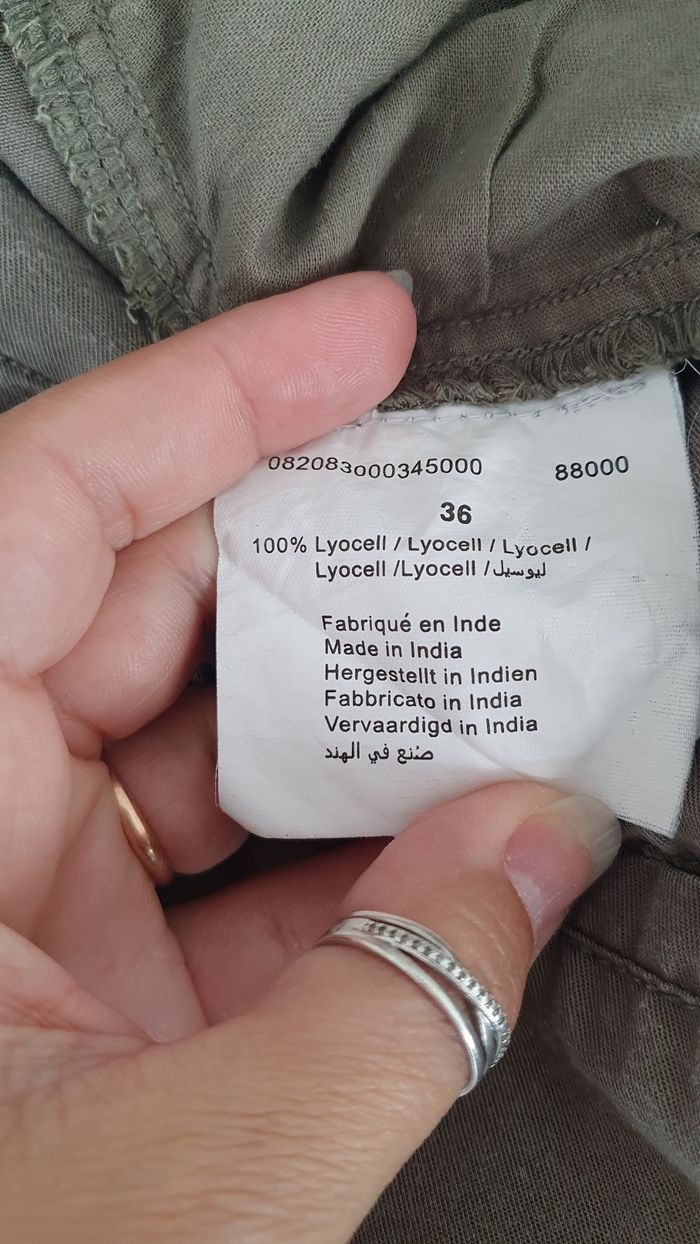 082083000345000 88000
36
100% Lyocell / Lyocell / Lyocell /
Lyocell /Lyocell /ليوسيل
Fabriqué en Inde
Made in India
Hergestellt in Indien
Fabbricato in India
Vervaardigd in India
صُنع في الهند